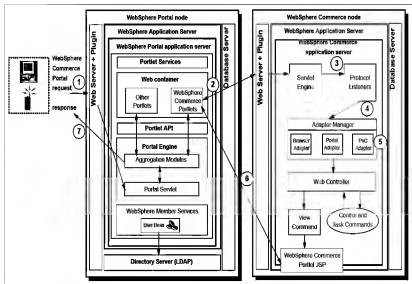 WebSphere Portal node
WebSphere Commerce node
WebSphere Application Server
WebSphere Application Server
WebSphere Portal application server
WebSphere Commerce
application server
WebSphere
Commerce
Portal
request
response
1
7
Web Server + Plugin
Portal Services
Web container
Other
Portlets
WebSphere
Commerce
Portlets
Portlet API
Portal Engine
Aggregation Modules
Portal Servlet
WebSphere Member Services
User Beans
Directory Server (LDAP)
Database Server
2
6
Web Server + Plugin
3
Servlet
Engine
Protocol
Listeners
4
Adapter Manager
Browser
Adapter
Portal
Adapter
PvC
Adapter
5
Web Controller
View
Command
Control and
Task Commands
WebSphere Commerce
Portlet JSP
Database Server